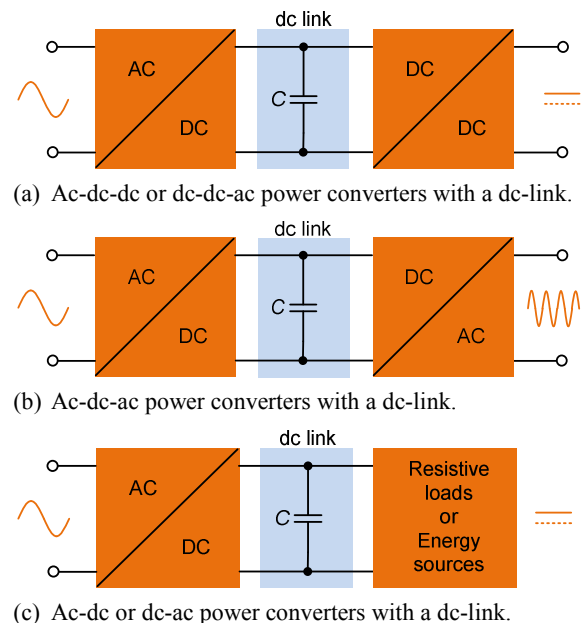 dc link
AC
DC
C
DC
DC
(a) Ac-dc-dc or dc-dc-ac power converters with a dc-link.
dc link
AC
DC
C
DC
AC
(b) Ac-dc-ac power converters with a dc-link.
dc link
AC
DC
C
Resistive
loads
or
Energy
sources
(c) Ac-dc or dc-ac power converters with a dc-link.